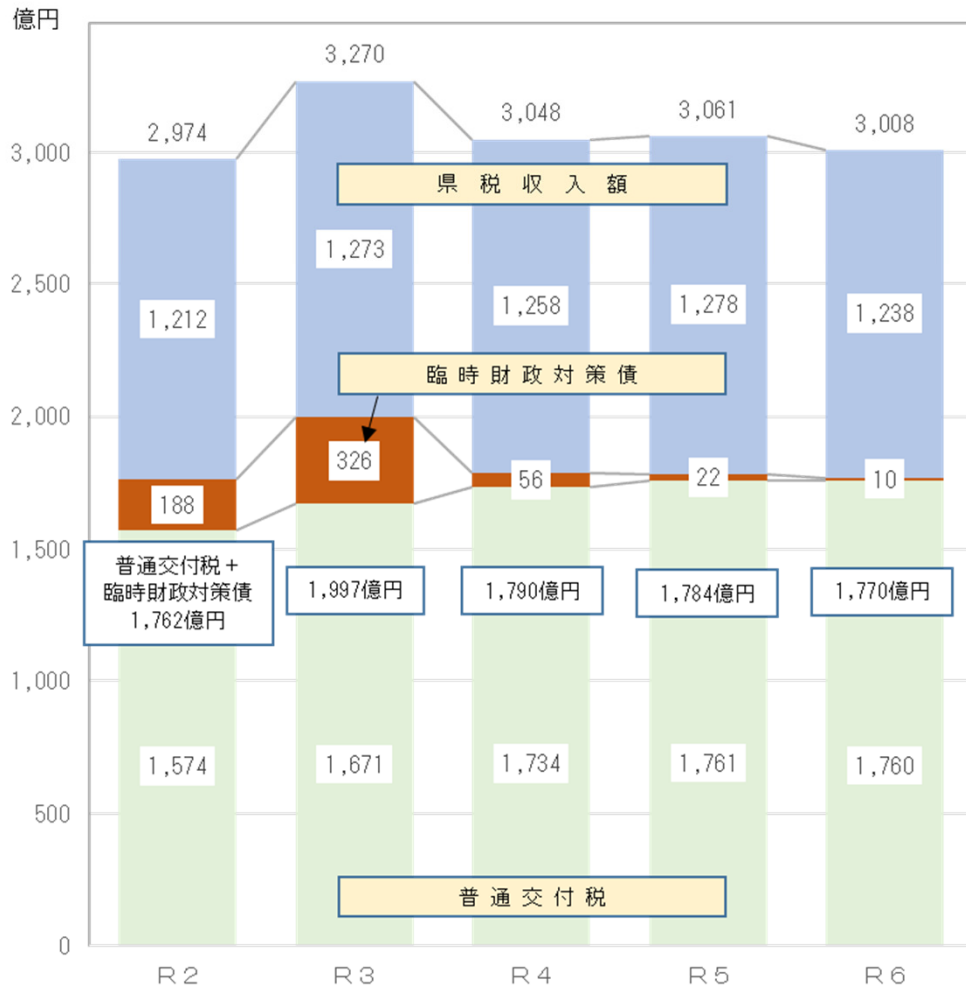 億円
3,270
3,048
3,061
3,008
2,974
3,000
県税収入額
1,273
1,258
1,278
1,238
1,212
2,500
臨時財政対策債
2,000
326
188
56
22
10
1,500
普通交付税+
臨時財政対策債
1,762億円
1,997億円
1,790億円
1,784億円
1,770億円
1,000
1,574
1,671
1,734
1,761
1,760
500
普通交付税
0
R2
R3
R4
R5
R6